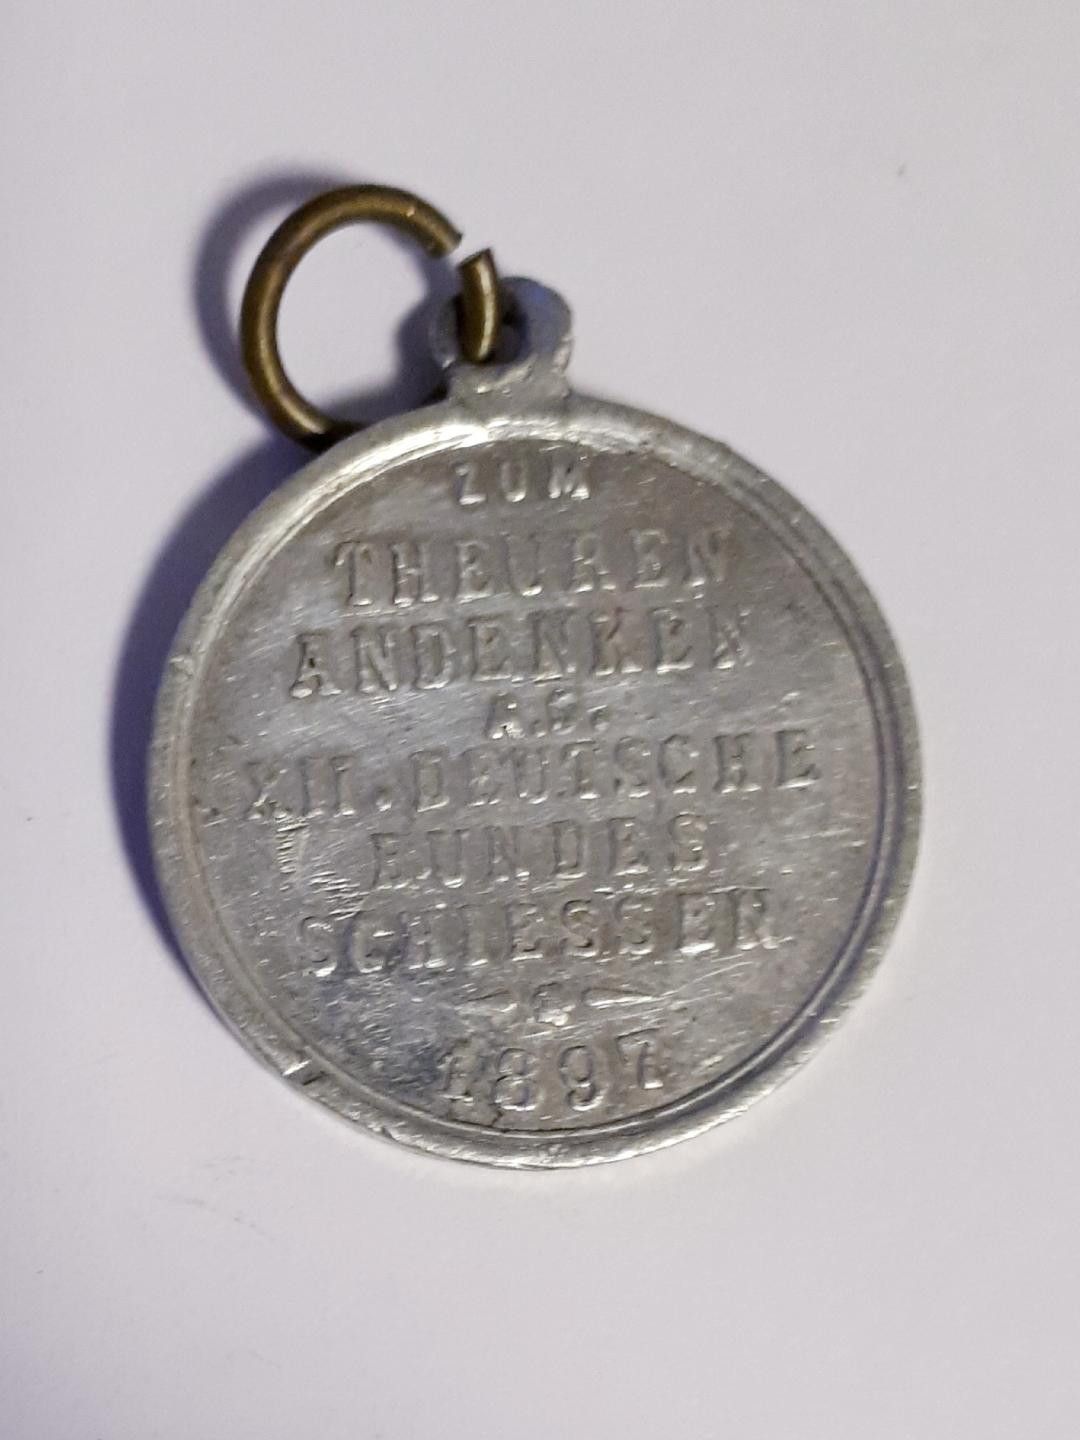 ZUM
THEUREN
ANDENKEN
A.D.
XII. DEUTSCHE
BUNDES
SCHIESSEN
1897